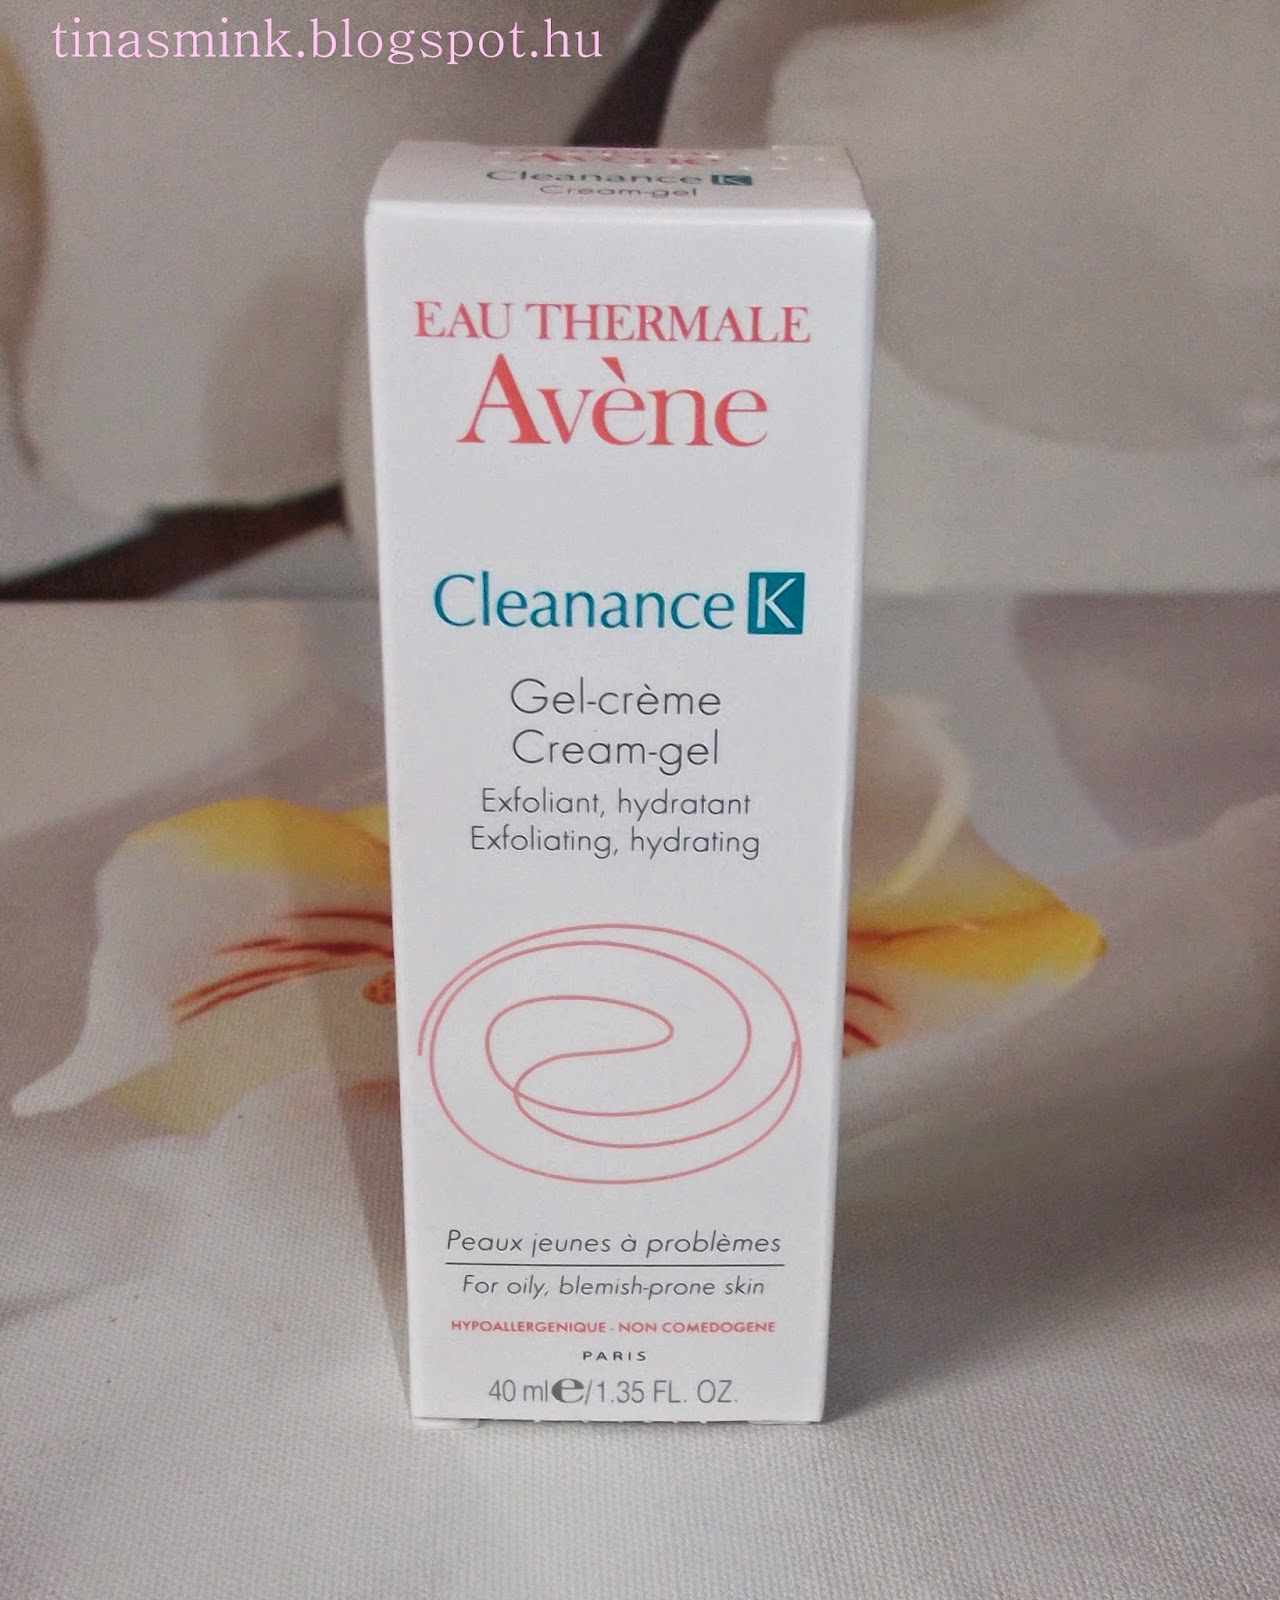 tinasmink.blogspot.hu
Avène
Cleanance K
Cream-gel
EAU THERMALE
Avène
Cleanance K
Gel-crème
Cream-gel
Exfoliant, hydratant
Exfoliating, hydrating
Peaux jeunes à problèmes
For oily, blemish-prone skin
HYPOALLERGENIQUE - NON COMEDOGENE
PARIS
40 ml e/1.35 FL. OZ.